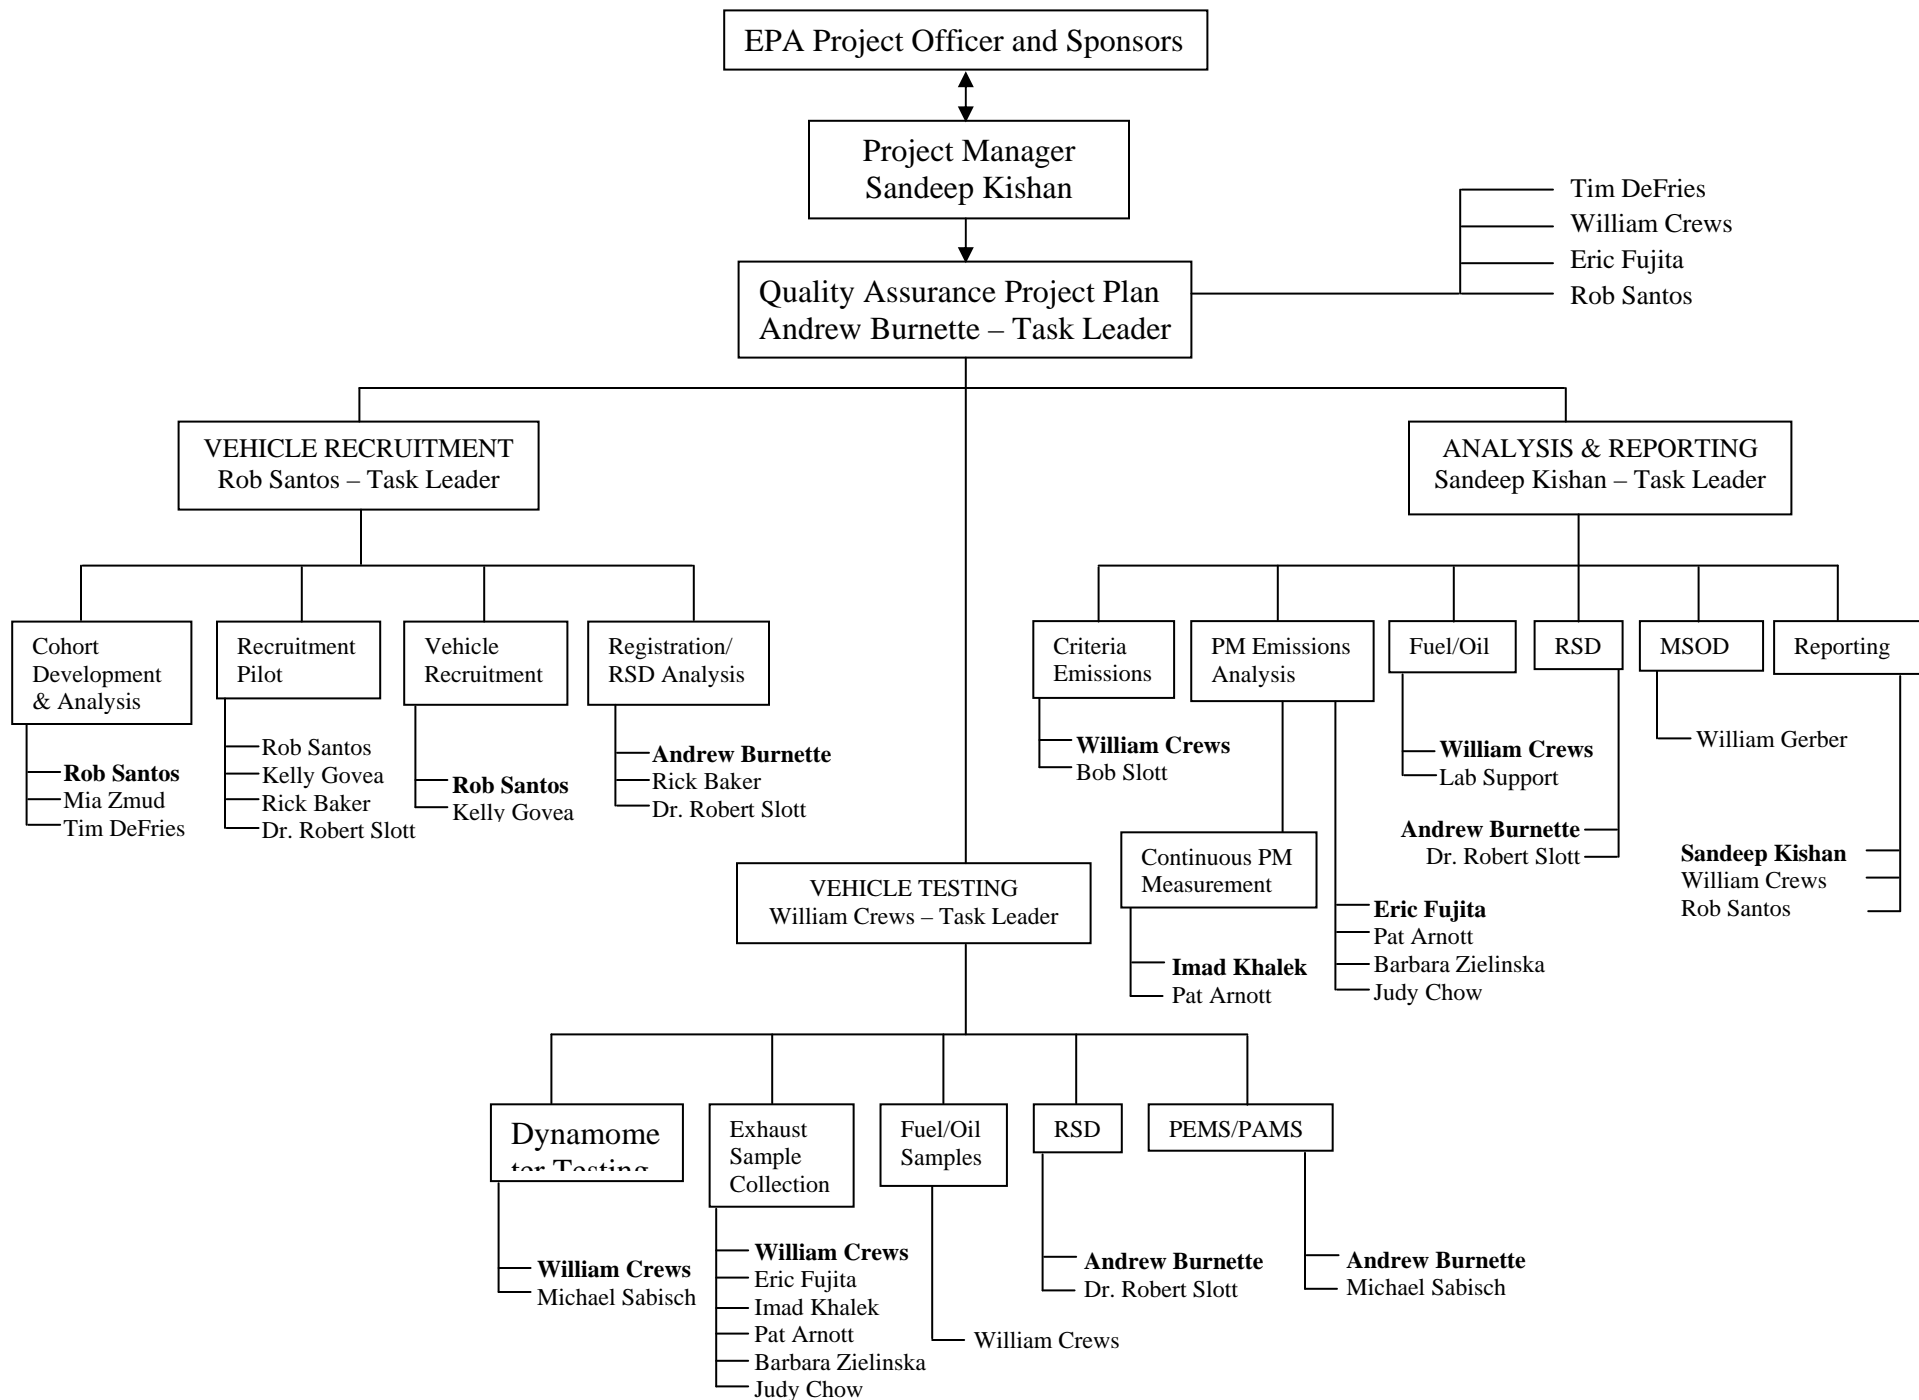 EPA Project Officer and Sponsors
Project Manager
Sandeep Kishan
Tim DeFries
William Crews
Eric Fujita
Rob Santos
Quality Assurance Project Plan
Andrew Burnette – Task Leader
VEHICLE RECRUITMENT
Rob Santos – Task Leader
ANALYSIS & REPORTING
Sandeep Kishan – Task Leader
Cohort
Development
& Analysis
Rob Santos
Mia Zmud
Tim DeFries
Recruitment
Pilot
Rob Santos
Kelly Govea
Rick Baker
Dr. Robert Slott
Vehicle
Recruitment
Rob Santos
Kelly Govea
Registration/
RSD Analysis
Andrew Burnette
Rick Baker
Dr. Robert Slott
Criteria
Emissions
William Crews
Bob Slott
PM Emissions
Analysis
Continuous PM
Measurement
Imad Khalek
Pat Arnott
Eric Fujita
Pat Arnott
Barbara Zielinska
Judy Chow
Fuel/Oil
William Crews
Lab Support
RSD
Andrew Burnette
Dr. Robert Slott
MSOD
William Gerber
Reporting
Sandeep Kishan
William Crews
Rob Santos
VEHICLE TESTING
William Crews – Task Leader
Dynamome
ter Testing
William Crews
Michael Sabisch
Exhaust
Sample
Collection
William Crews
Eric Fujita
Imad Khalek
Pat Arnott
Barbara Zielinska
Judy Chow
Fuel/Oil
Samples
William Crews
RSD
Andrew Burnette
Dr. Robert Slott
PEMS/PAMS
Andrew Burnette
Michael Sabisch